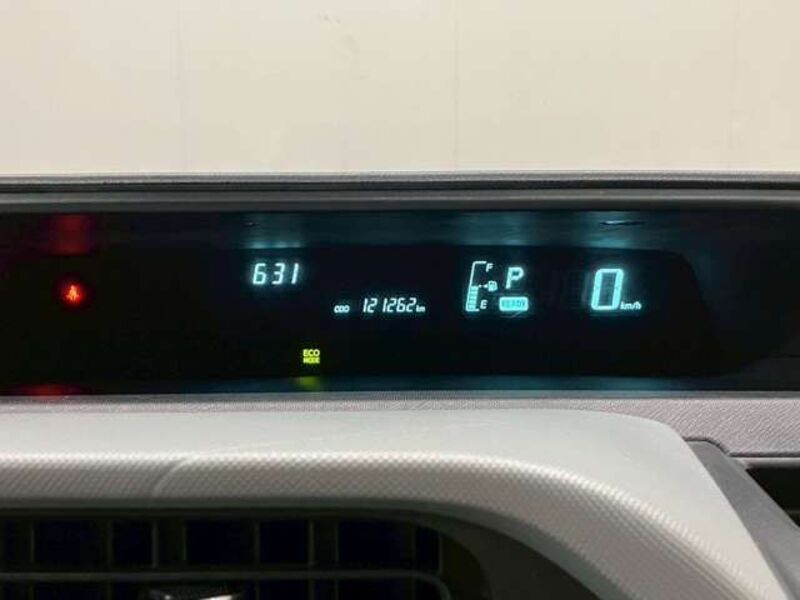 631
ODO 121262 km
F
E
P
READY
0 km/h
ECO
MODE